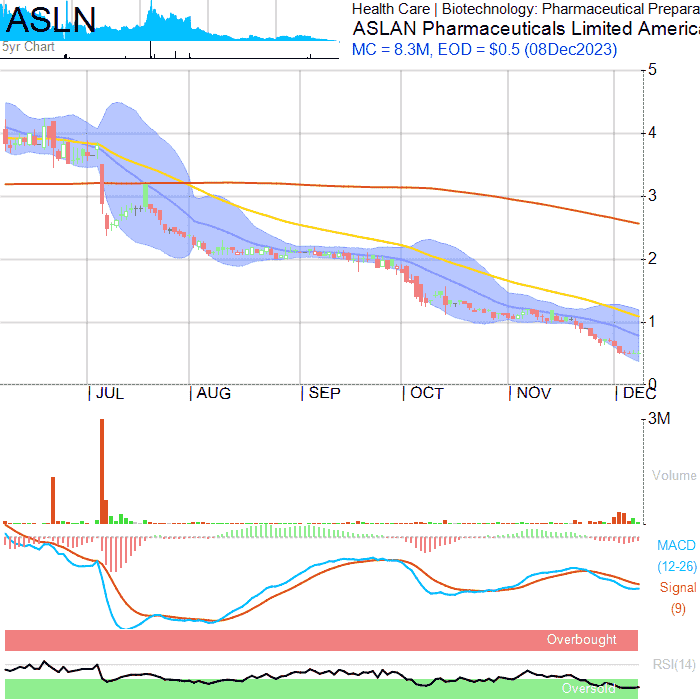 ASLN
5yr Chart
Health Care | Biotechnology: Pharmaceutical Prepara
ASLAN Pharmaceuticals Limited America
MC = 8.3M, EOD = $0.5 (08Dec2023)
5
4
3
2
1
0
JUL AUG SEP OCT NOV DEC
3M
Volume
MACD
(12-26)
Signal
(9)
Overbought
RSI(14)
Oversold